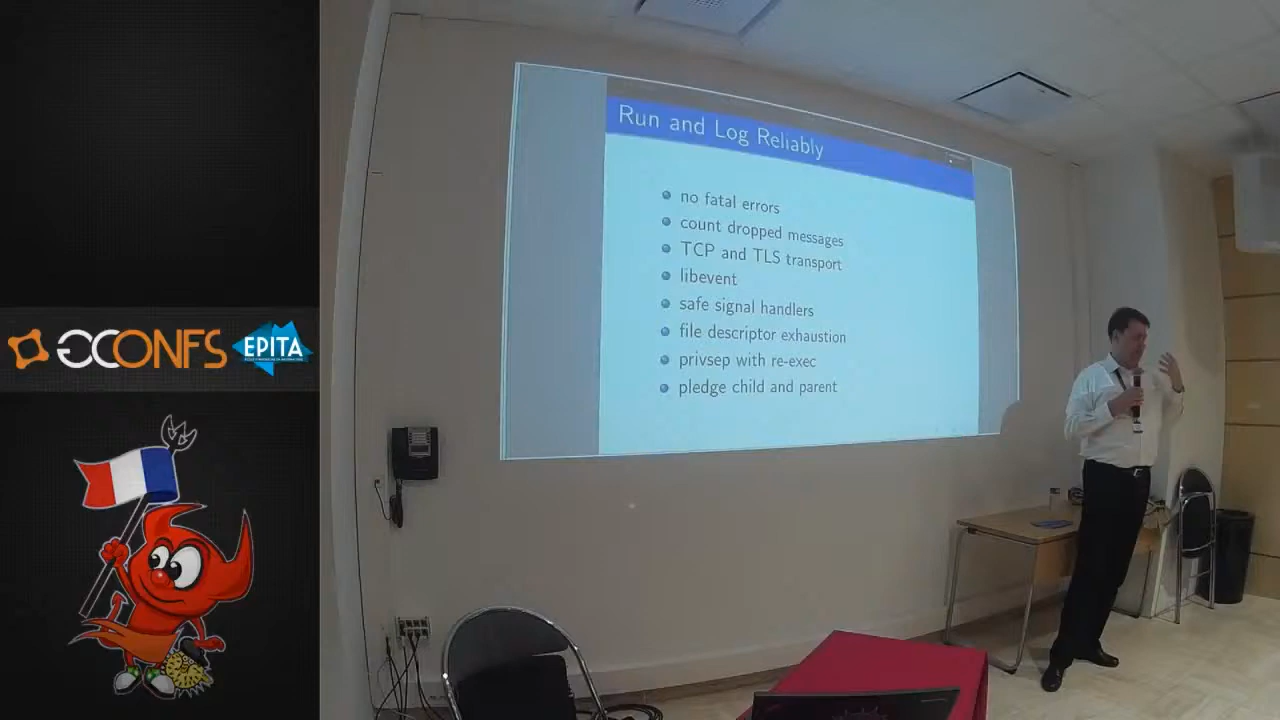 Run and Log Reliably
no fatal errors
count dropped messages
TCP and TLS transport
libevent
safe signal handlers
file descriptor exhaustion
privsep with re-exec
pledge child and parent
GCONFS
EPITA